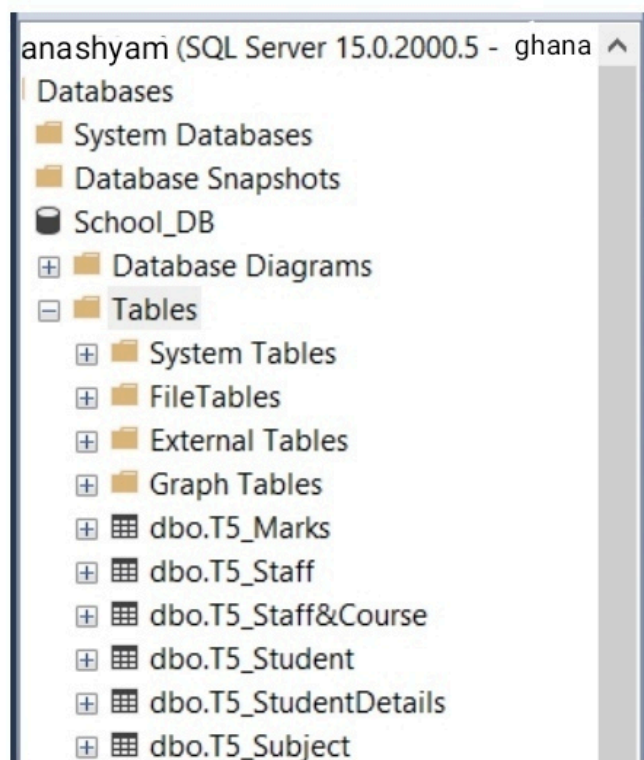 anashyam (SQL Server 15.0.2000.5 - ghana
Databases
System Databases
Database Snapshots
School_DB
Database Diagrams
Tables
System Tables
FileTables
External Tables
Graph Tables
dbo.T5_Marks
dbo.T5_Staff
dbo.T5_Staff&Course
dbo.T5_Student
dbo.T5_StudentDetails
dbo.T5_Subject